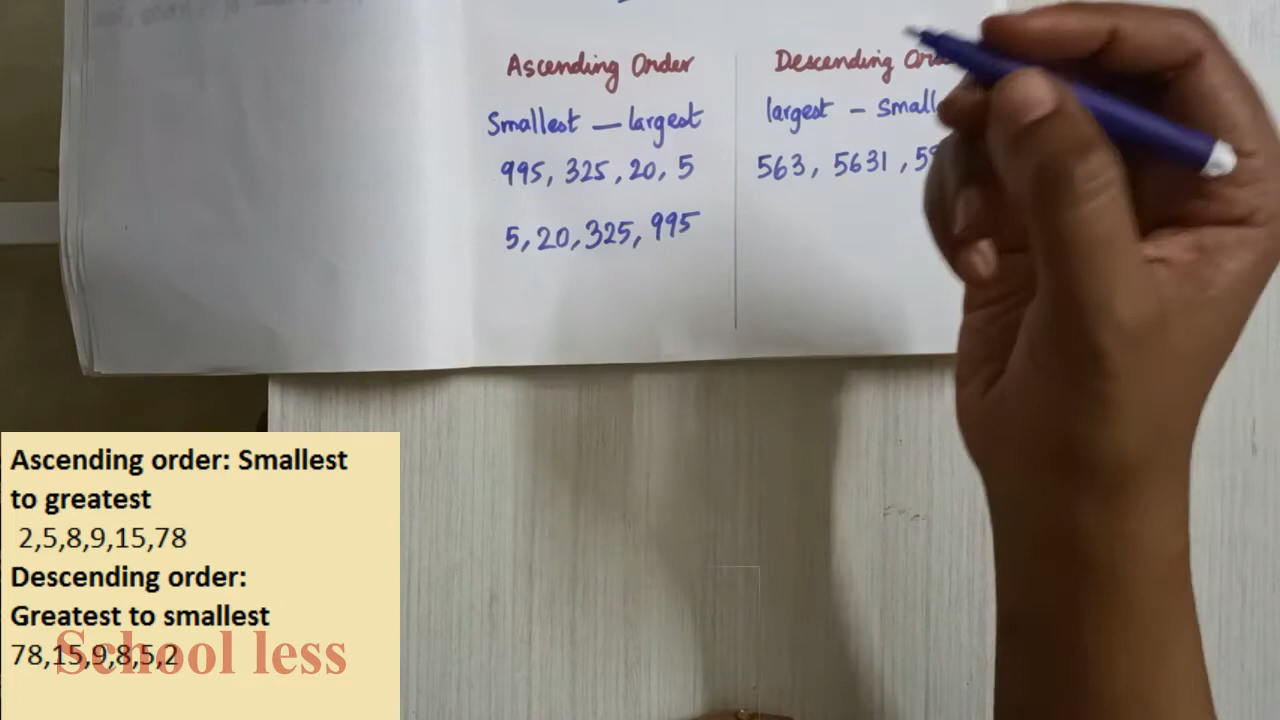 Ascending Order
Smallest — largest
995, 325, 20, 5
5, 20, 325, 995
Descending
largest -
563, 5631,
Ascending order: Smallest
to greatest
2,5,8,9,15,78
Descending order:
Greatest to smallest
78,15,9,8,5,2
School less